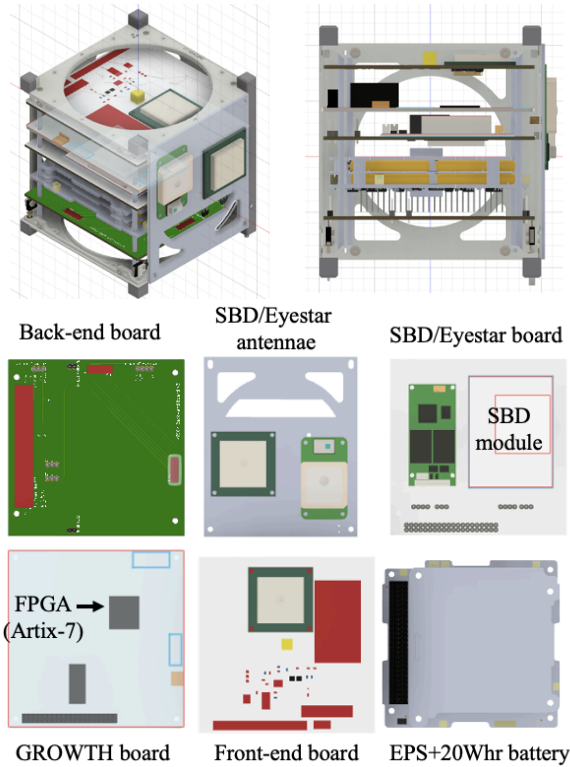 Back-end board
SBD/Eyestar
antennae
SBD/Eyestar board
SBD
module
FPGA
(Artix-7)
GROWTH board
Front-end board
EPS+20Whr battery